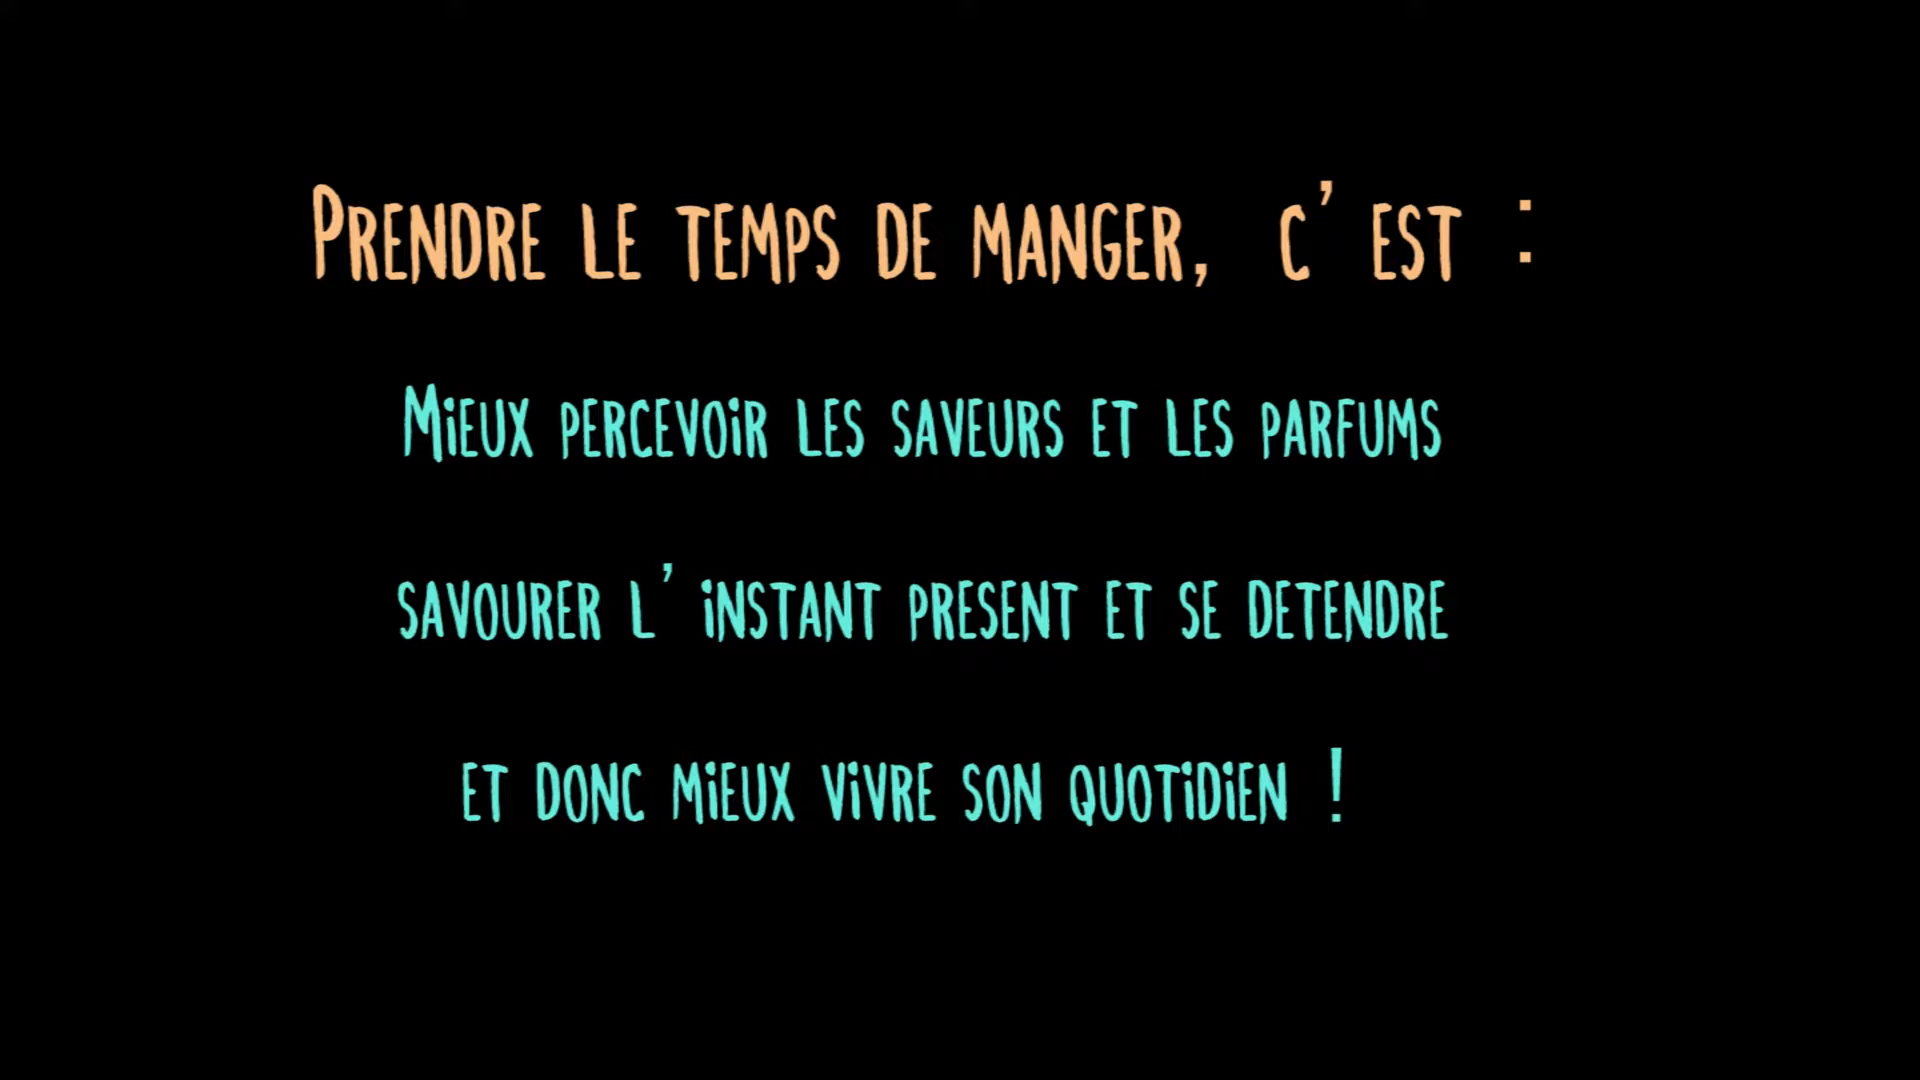 Prendre le temps de manger, c'est :
Mieux percevoir les saveurs et les parfums
savourer l'instant present et se detendre
et donc mieux vivre son quotidien !